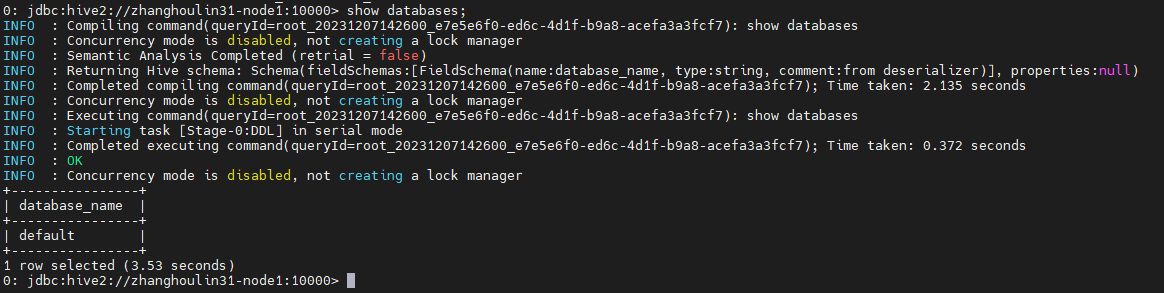 0: jdbc:hive2://zhanghoulin31-node1:10000> show databases;
INFO  : Compiling command(queryId=root_20231207142600_e7e5e6f0-ed6c-4d1f-b9a8-acefa3a3fcf7): show databases
INFO  : Concurrency mode is disabled, not creating a lock manager
INFO  : Semantic Analysis Completed (retrial = false)
INFO  : Returning Hive schema: Schema(fieldSchemas:[FieldSchema(name:database_name, type:string, comment:from deserializer)], properties:null)
INFO  : Completed compiling command(queryId=root_20231207142600_e7e5e6f0-ed6c-4d1f-b9a8-acefa3a3fcf7); Time taken: 2.135 seconds
INFO  : Concurrency mode is disabled, not creating a lock manager
INFO  : Executing command(queryId=root_20231207142600_e7e5e6f0-ed6c-4d1f-b9a8-acefa3a3fcf7): show databases
INFO  : Starting task [Stage-0:DDL] in serial mode
INFO  : Completed executing command(queryId=root_20231207142600_e7e5e6f0-ed6c-4d1f-b9a8-acefa3a3fcf7); Time taken: 0.372 seconds
INFO  : OK
INFO  : Concurrency mode is disabled, not creating a lock manager
+----------------+
| database_name  |
+----------------+
| default        |
+----------------+
1 row selected (3.53 seconds)
0: jdbc:hive2://zhanghoulin31-node1:10000>